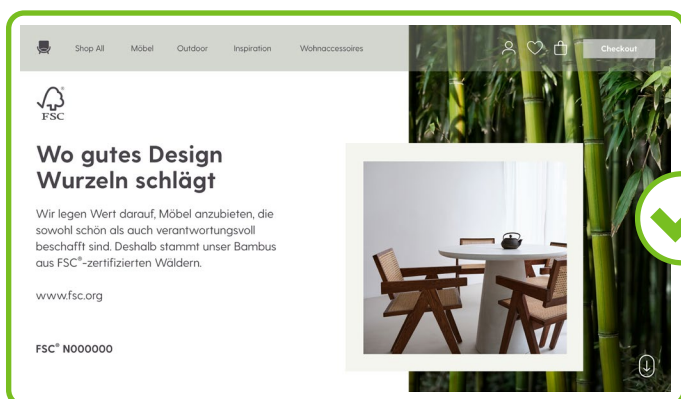 Shop All Möbel Outdoor Inspiration Wohnaccessoires Checkout
FSC
Wo gutes Design
Wurzeln schlägt
Wir legen Wert darauf, Möbel anzubieten, die
sowohl schön als auch verantwortungsvoll
beschafft sind. Deshalb stammt unser Bambus
aus FSC®-zertifizierten Wäldern.
www.fsc.org
FSC® N000000